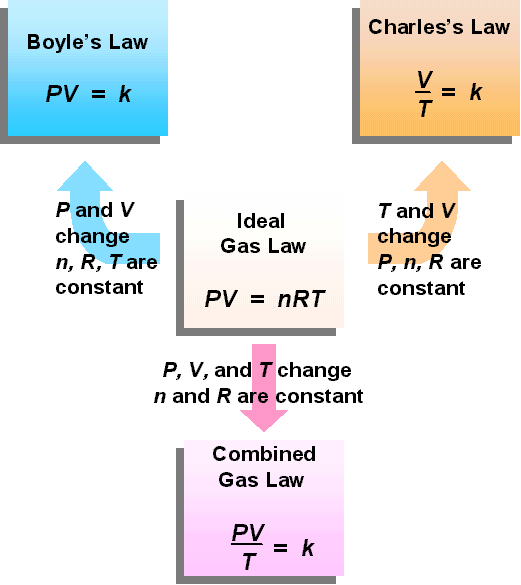 Boyle's Law
PV = k
Charles's Law
V
T
= k
P and V
change
n, R, T are
constant
Ideal
Gas Law
PV = nRT
T and V
change
P, n, R are
constant
P, V, and T change
n and R are constant
Combined
Gas Law
PV
T
= k